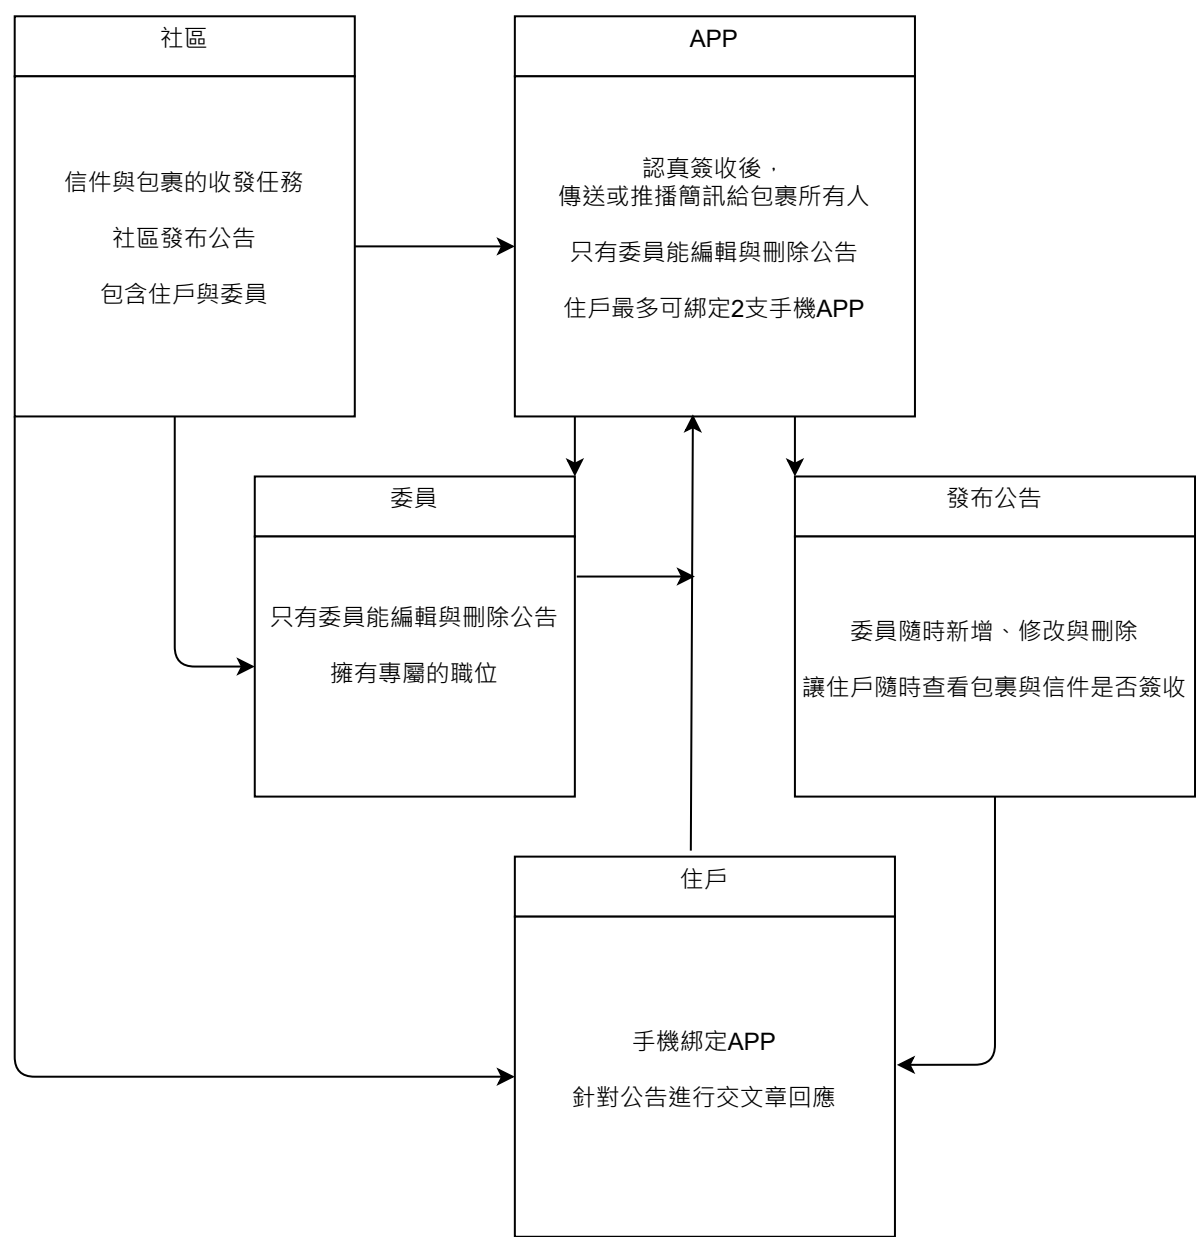 社區
信件與包裹的收發任務
社區發布公告
包含住戶與委員
APP
認真簽收後，
傳送或推播簡訊給包裹所有人
只有委員能編輯與刪除公告
住戶最多可綁定2支手機APP
委員
只有委員能編輯與刪除公告
擁有專屬的職位
發布公告
委員隨時新增、修改與刪除
讓住戶隨時查看包裹與信件是否簽收
住戶
手機綁定APP
針對公告進行交文章回應